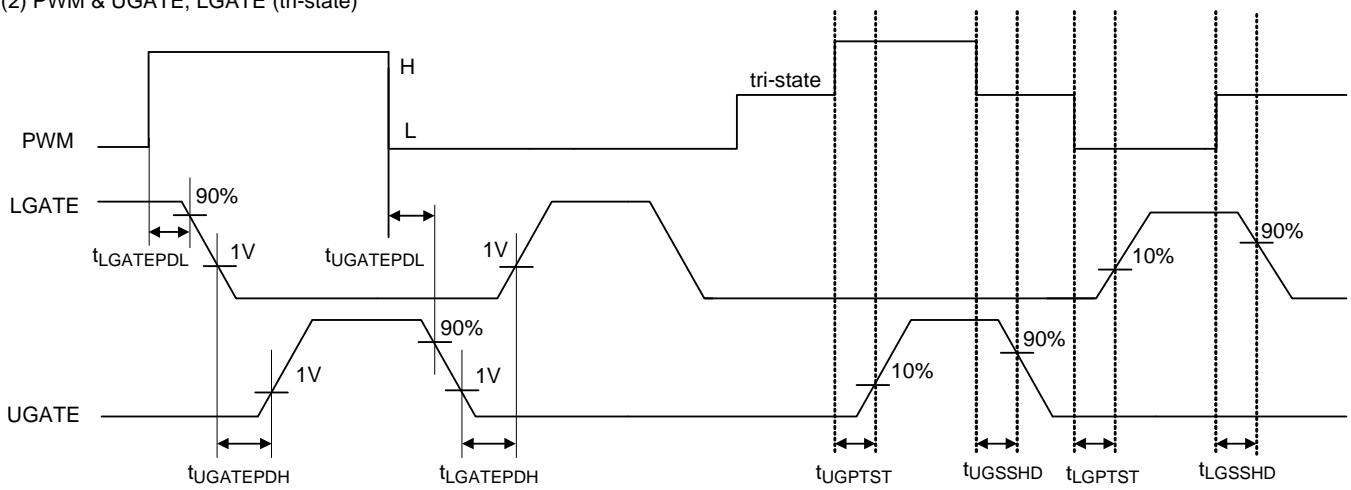 (2) PWM & UGATE, LGATE (tri-state)
H
tri-state
L
PWM
LGATE
90%
1V
tLGATEPDL
tUGATEPDL
1V
10%
90%
90%
1V
1V
10%
90%
UGATE
tUGATEPDH
tLGATEPDH
tUGPTST
tUGSSHD
tLGPTST
tLGSSHD